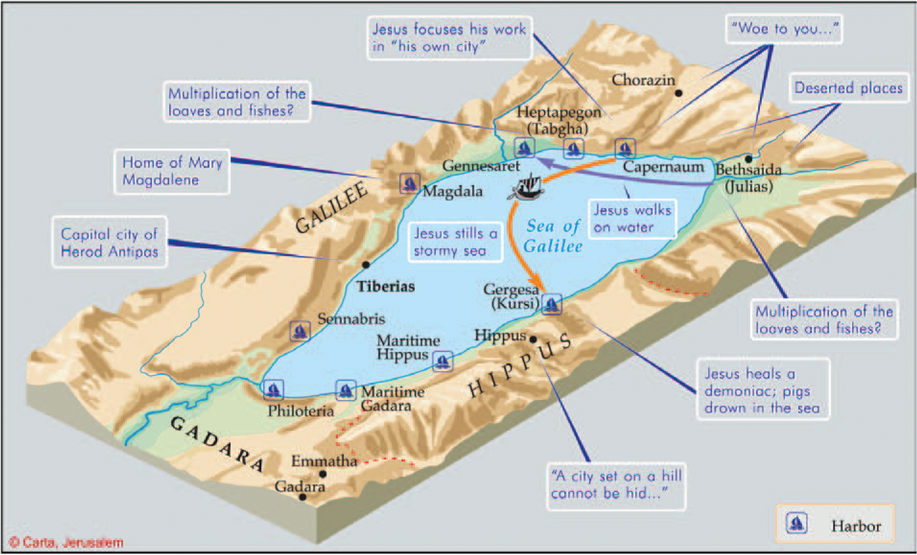 Jesus focuses his work
in “his own city”
“Woe to you...”
Chorazin
Deserted places
Multiplication of the
loaves and fishes?
Heptapegon
(Tabgha)
Home of Mary
Magdalene
Gennesaret
Capernaum
Bethsaida
(Julias)
Magdala
GALILEE
Jesus walks
on water
Capital city of
Herod Antipas
Jesus stills a
stormy sea
Sea of
Galilee
Tiberias
Gergesa
(Kursi)
Multiplication of the
loaves and fishes?
Sennabris
Maritime
Hippus
Hippus
HIPPUS
Jesus heals a
demoniac; pigs
drown in the sea
Philoteria
Maritime
Gadara
GADARA
Emmatha
Gadara
“A city set on a hill
cannot be hid...”
Harbor
© Carta, Jerusalem